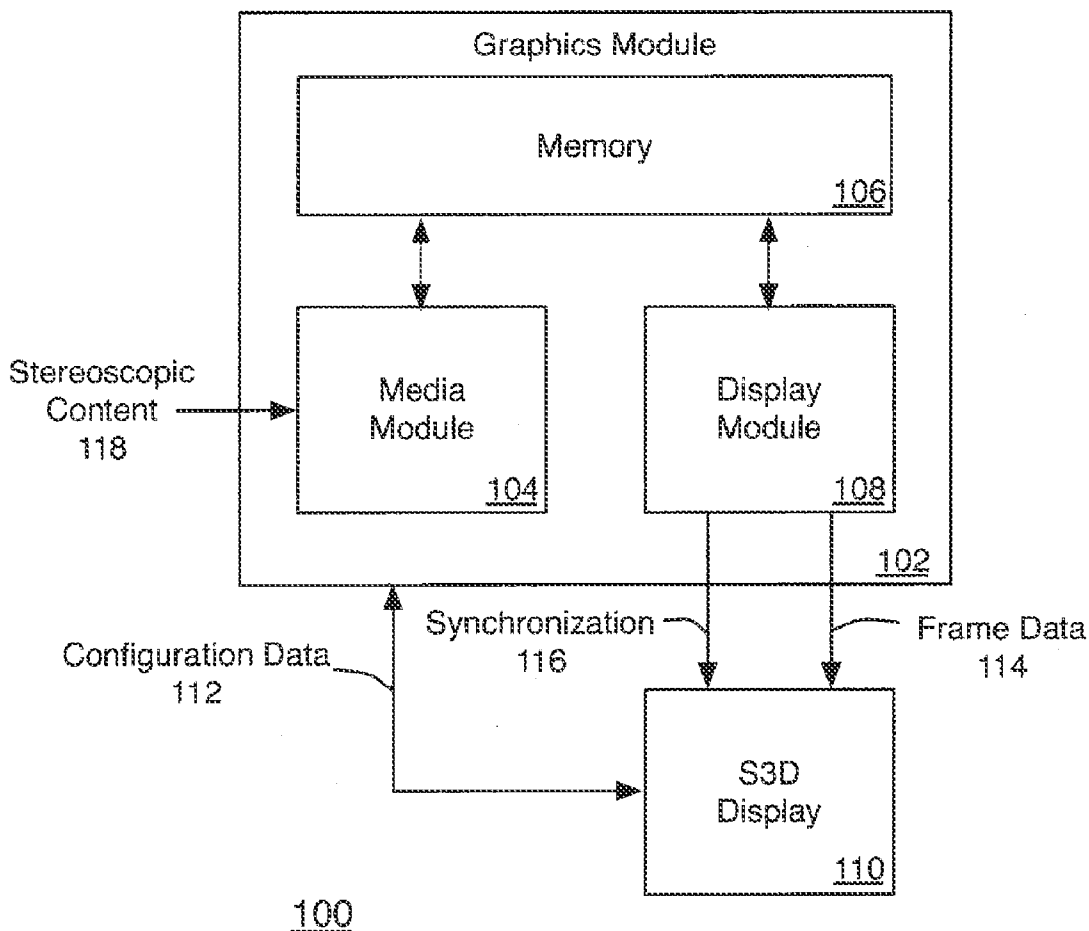 Graphics Module
Memory
106
Stereoscopic
Content
118
Media
Module
104
Display
Module
108
102
Configuration Data
112
Synchronization
116
Frame Data
114
S3D
Display
110
100